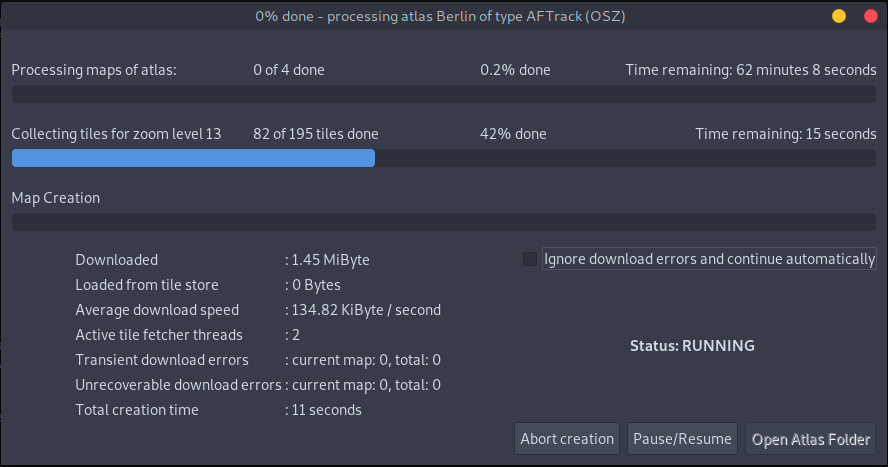 0% done - processing atlas Berlin of type AFTrack (OSZ)
Processing maps of atlas: 0 of 4 done 0.2% done Time remaining: 62 minutes 8 seconds
Collecting tiles for zoom level 13 82 of 195 tiles done 42% done Time remaining: 15 seconds
Map Creation
Downloaded : 1.45 MiByte
Ignore download errors and continue automatically
Loaded from tile store : 0 Bytes
Average download speed : 134.82 KiByte / second
Active tile fetcher threads : 2
Status: RUNNING
Transient download errors : current map: 0, total: 0
Unrecoverable download errors : current map: 0, total: 0
Total creation time : 11 seconds
Abort creation Pause/Resume Open Atlas Folder